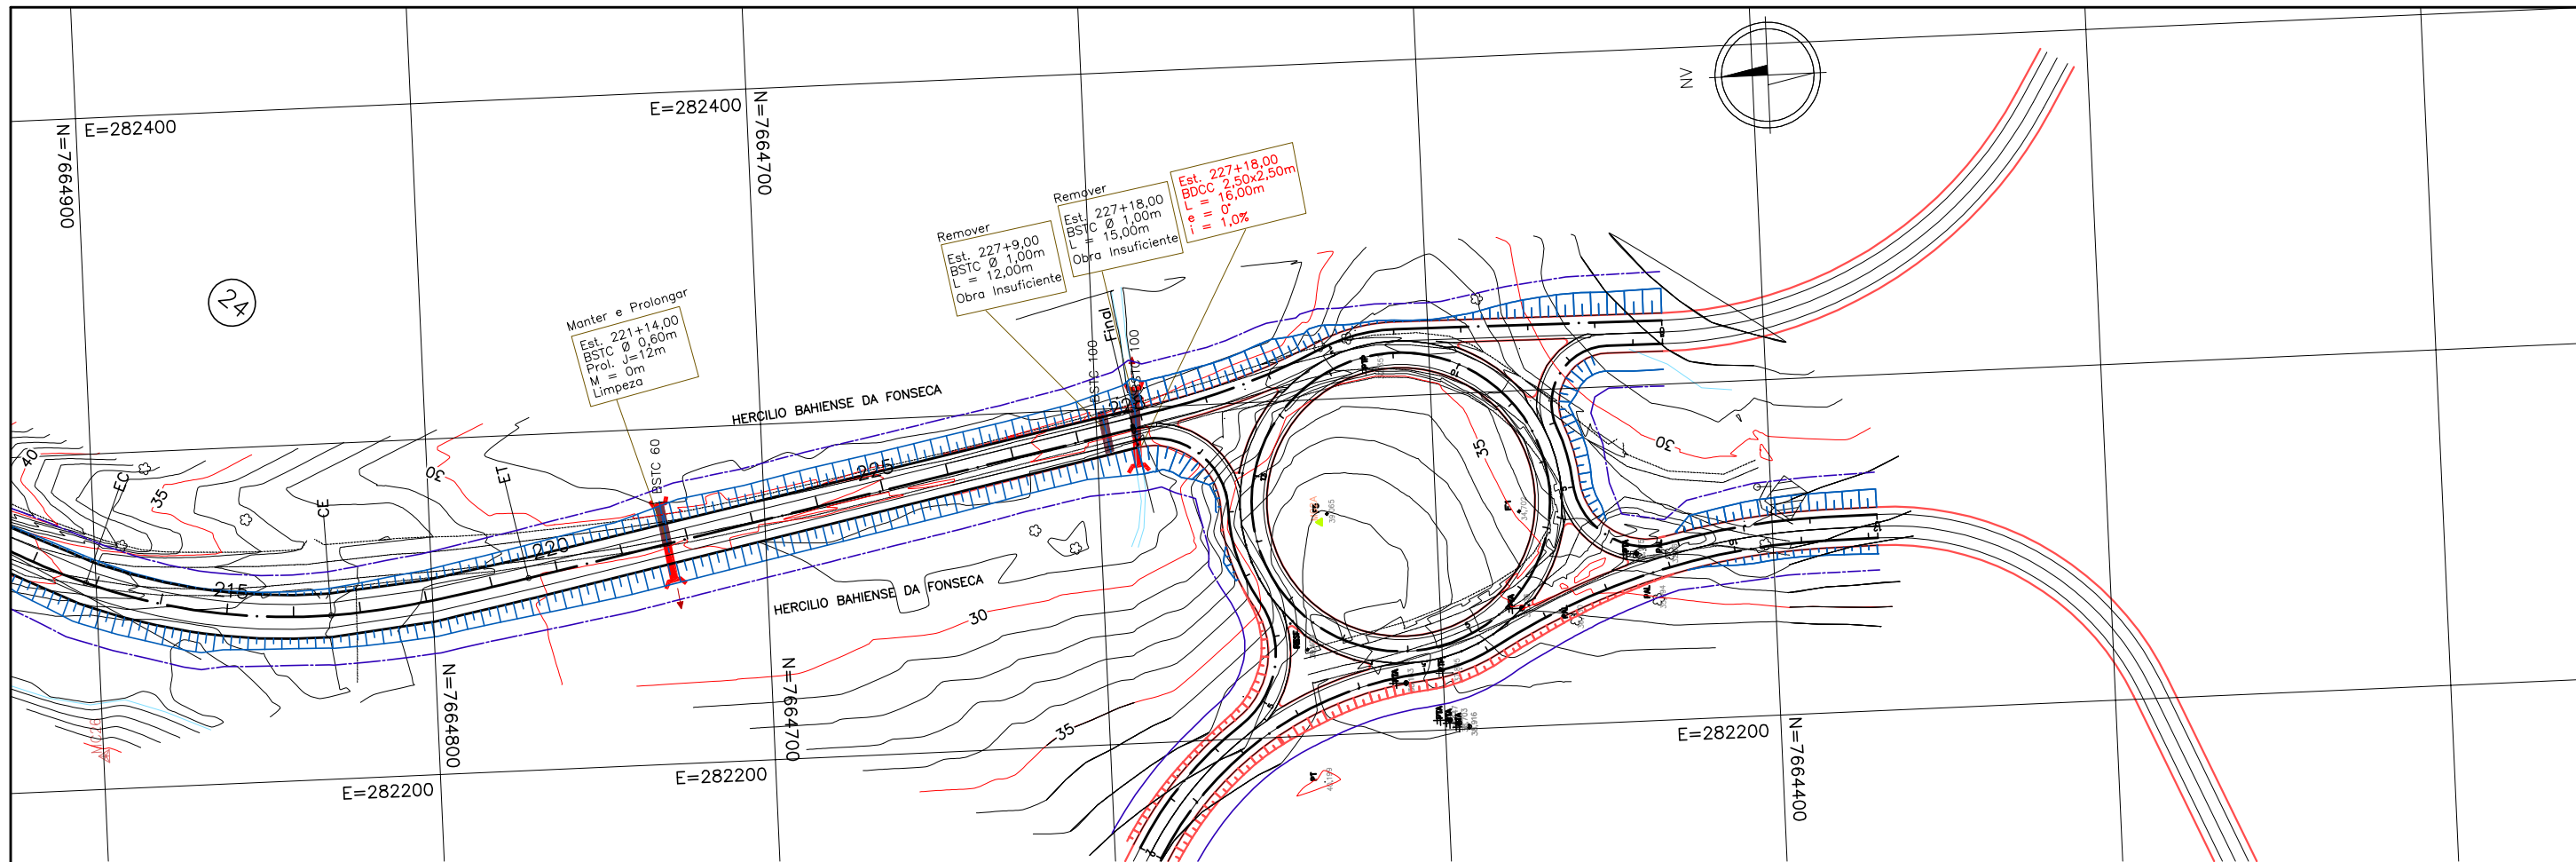 NV
E=282400
E=282400
N=7664900
N=7664700
24
Remover
Est. 227+18,00
BDCC 2,50x2,50m
L = 16,00m
e = 0°
i = 1,0%
Est. 227+18,00
BSTC Ø 1,00m
L = 15,00m
Obra Insuficiente
Remover
Est. 227+9,00
BSTC Ø 1,00m
L = 12,00m
Obra Insuficiente
Manter e Prolongar
Est. 221+14,00
BSTC Ø 0,60m
Prol. J=12m
M = 0m
Limpeza
Final
BSTC 100
HERCILIO BAHIENSE DA FONSECA
BSTC 60
225
220
215
40
EC
35
CE
30
ET
35
30
HERCILIO BAHIENSE DA FONSECA
30
35
N=7664800
N=7664700
E=282200
E=282200
E=282200
N=7664400